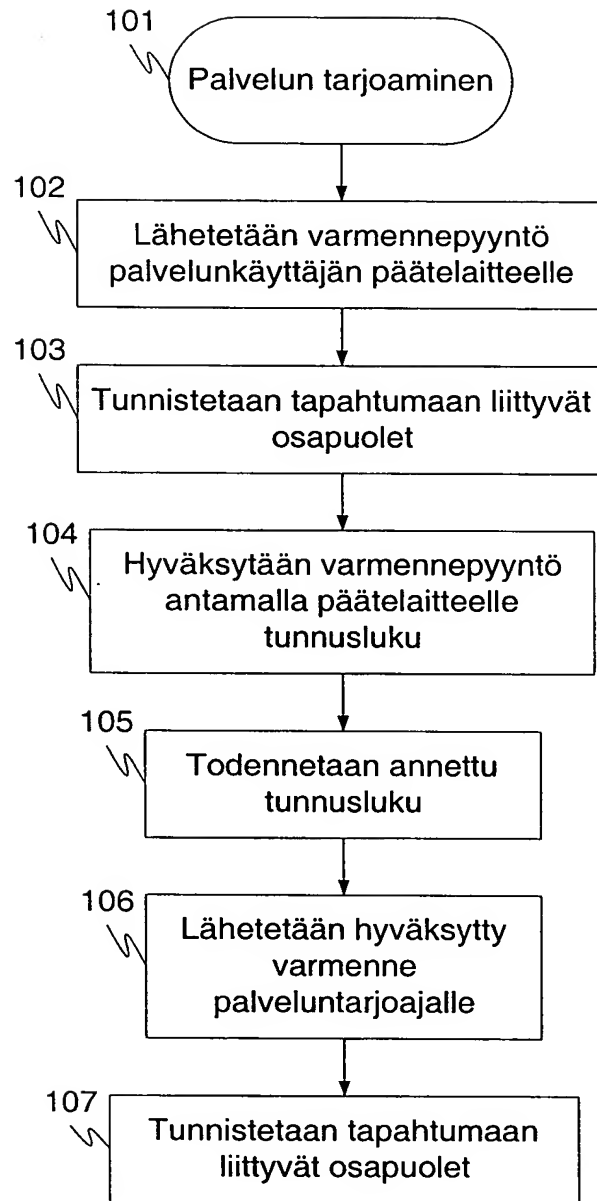 101
Palvelun tarjoaminen
102
Lähetetään varmennepyyntö
palvelunkäyttäjän päätelaitteelle
103
Tunnistetaan tapahtumaan liittyvät
osapuolet
104
Hyväksytään varmennepyyntö
antamalla päätelaitteelle
tunnusluku
105
Todennetaan annettu
tunnusluku
106
Lähetetään hyväksytty
varmenne
palveluntarjoajalle
107
Tunnistetaan tapahtumaan
liittyvät osapuolet